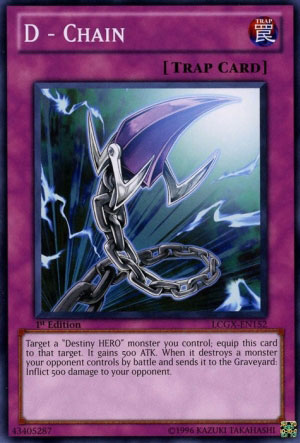 D - Chain
TRAP
罠
[Trap Card]
1st Edition
LCGX-EN152
Target a "Destiny HERO" monster you control; equip this card
to that target. It gains 500 ATK. When it destroys a monster
your opponent controls by battle and sends it to the Graveyard:
Inflict 500 damage to your opponent.
43405287
©1996 KAZUKI TAKAHASHI